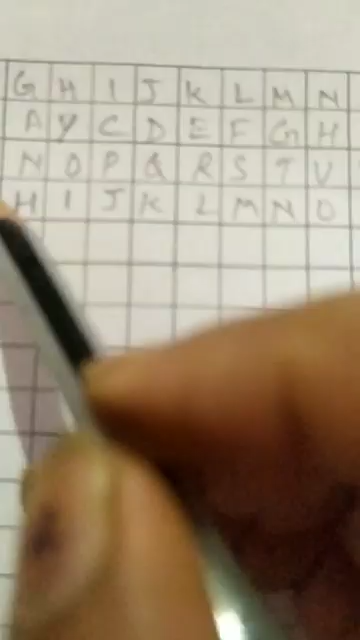 G H I J K L M N
A Y C D E F G H
N O P Q R S T U
H I J K L M N O